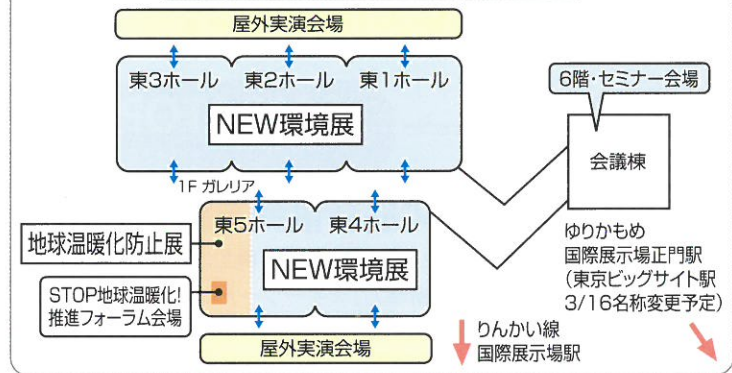 屋外実演会場
東3ホール 東2ホール 東1ホール
NEW環境展
6階・セミナー会場
会議棟
1F ガレリア
東5ホール 東4ホール
地球温暖化防止展
NEW環境展
STOP地球温暖化!
推進フォーラム会場
屋外実演会場
ゆりかもめ
国際展示場正門駅
(東京ビッグサイト駅
3/16名称変更予定)
りんかい線
国際展示場駅